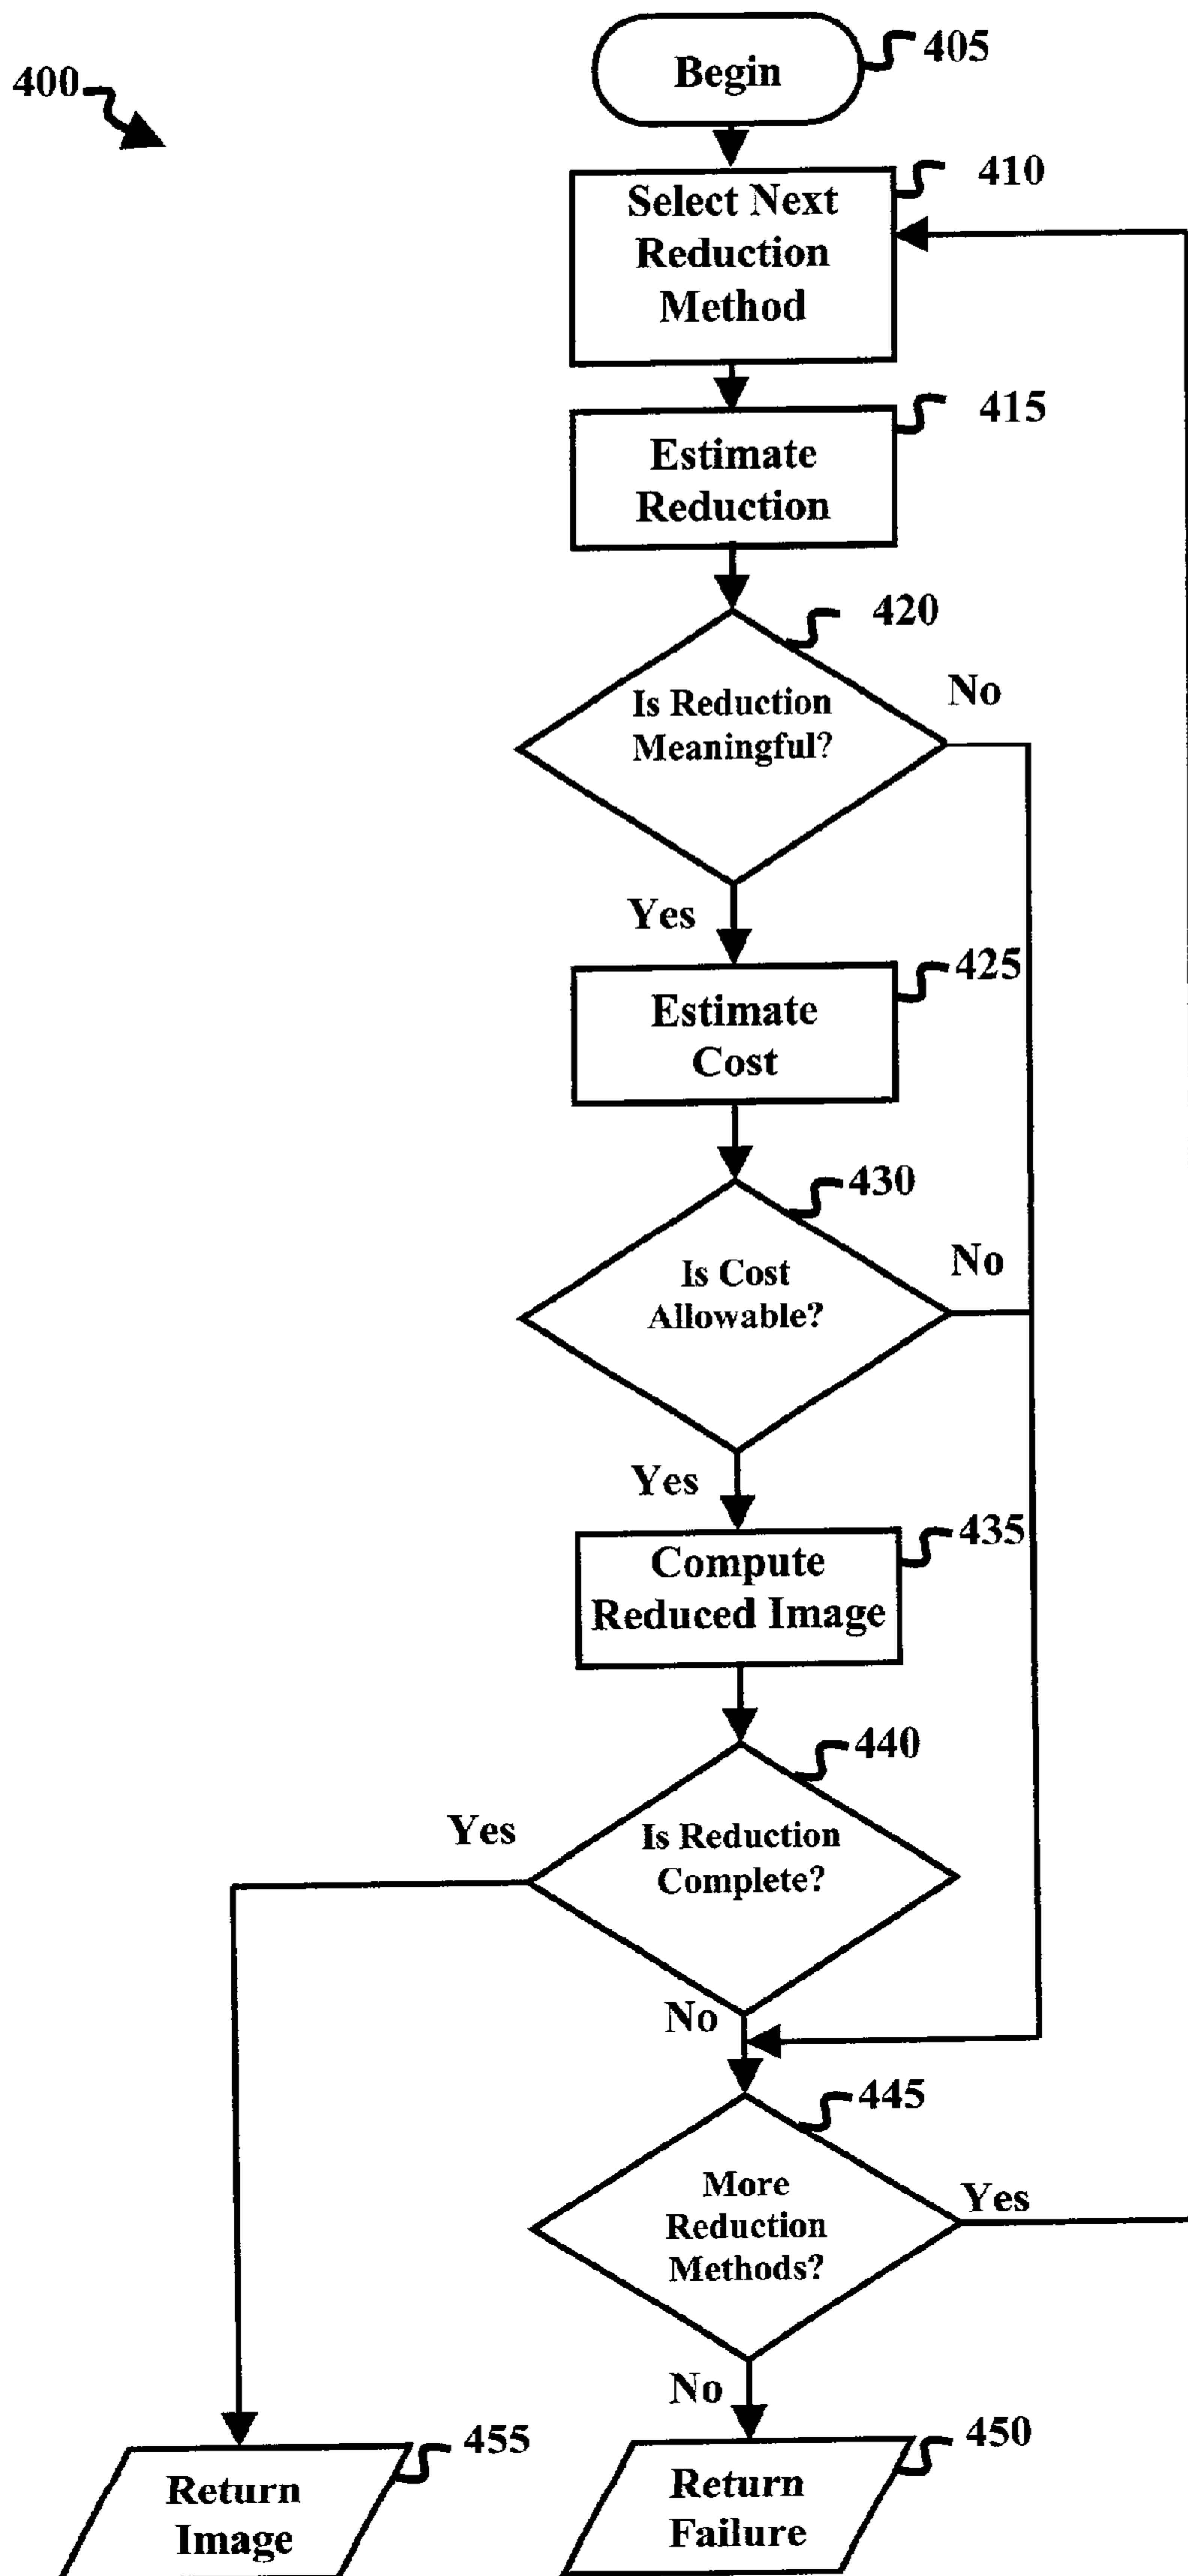 405
Begin
400
410
Select Next
Reduction
Method
415
Estimate
Reduction
420
No
Is Reduction
Meaningful?
Yes
425
Estimate
Cost
430
No
Is Cost
Allowable?
Yes
435
Compute
Reduced Image
440
Yes
Is Reduction
Complete?
No
445
More
Reduction
Methods?
Yes
No
455
450
Return
Image
Return
Failure